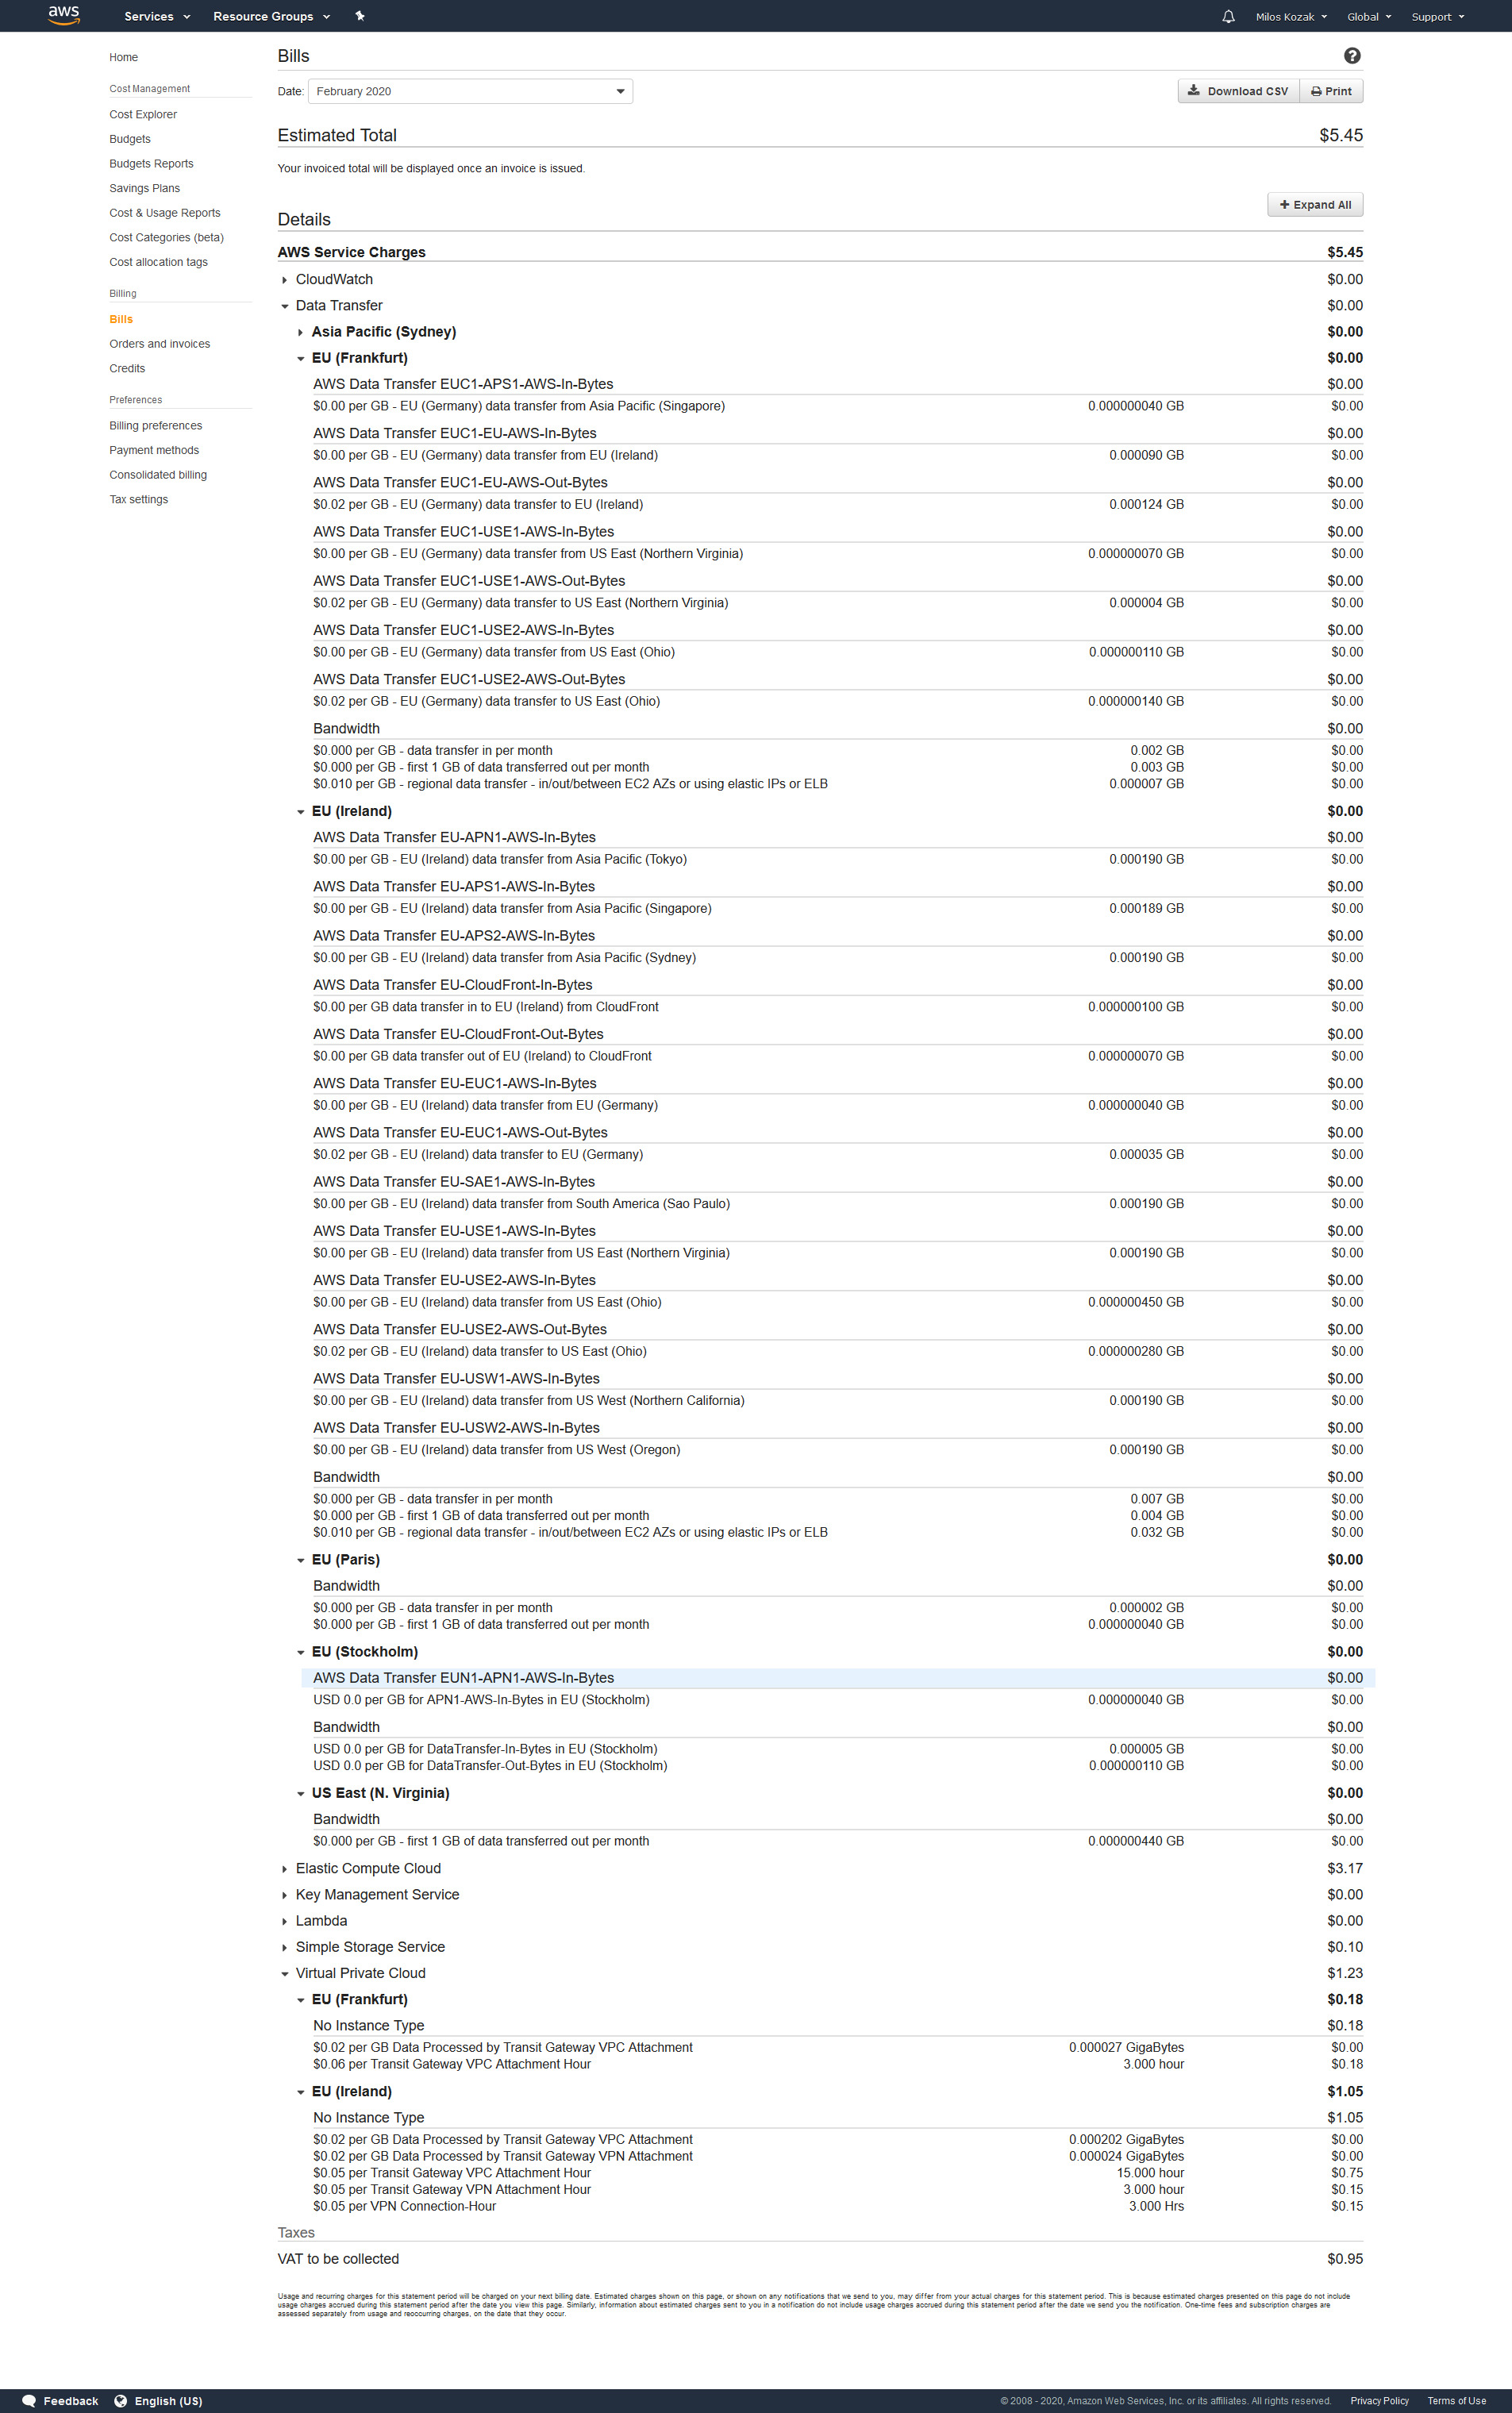 aws Services Resource Groups Milos Kozak Global Support
Home
Cost Management
Cost Explorer
Budgets
Budgets Reports
Savings Plans
Cost & Usage Reports
Cost Categories (beta)
Cost allocation tags
Billing
Bills
Orders and invoices
Credits
Preferences
Billing preferences
Payment methods
Consolidated billing
Tax settings
Bills
Date: February 2020 Download CSV Print
Estimated Total $5.45
Your invoiced total will be displayed once an invoice is issued.
Expand All
Details
AWS Service Charges $5.45
CloudWatch $0.00
Data Transfer $0.00
Asia Pacific (Sydney) $0.00
EU (Frankfurt) $0.00
AWS Data Transfer EUC1-APS1-AWS-In-Bytes $0.00
$0.00 per GB - EU (Germany) data transfer from Asia Pacific (Singapore) 0.000000040 GB $0.00
AWS Data Transfer EUC1-EU-AWS-In-Bytes $0.00
$0.00 per GB - EU (Germany) data transfer from EU (Ireland) 0.000090 GB $0.00
AWS Data Transfer EUC1-EU-AWS-Out-Bytes $0.00
$0.02 per GB - EU (Germany) data transfer to EU (Ireland) 0.000124 GB $0.00
AWS Data Transfer EUC1-USE1-AWS-In-Bytes $0.00
$0.00 per GB - EU (Germany) data transfer from US East (Northern Virginia) 0.000000070 GB $0.00
AWS Data Transfer EUC1-USE1-AWS-Out-Bytes $0.00
$0.02 per GB - EU (Germany) data transfer to US East (Northern Virginia) 0.000004 GB $0.00
AWS Data Transfer EUC1-USE2-AWS-In-Bytes $0.00
$0.00 per GB - EU (Germany) data transfer from US East (Ohio) 0.000000110 GB $0.00
AWS Data Transfer EUC1-USE2-AWS-Out-Bytes $0.00
$0.02 per GB - EU (Germany) data transfer to US East (Ohio) 0.000000140 GB $0.00
Bandwidth $0.00
$0.000 per GB - data transfer in per month 0.002 GB $0.00
$0.000 per GB - first 1 GB of data transferred out per month 0.003 GB $0.00
$0.010 per GB - regional data transfer - in/out/between EC2 AZs or using elastic IPs or ELB 0.000007 GB $0.00
EU (Ireland) $0.00
AWS Data Transfer EU-APN1-AWS-In-Bytes $0.00
$0.00 per GB - EU (Ireland) data transfer from Asia Pacific (Tokyo) 0.000190 GB $0.00
AWS Data Transfer EU-APS1-AWS-In-Bytes $0.00
$0.00 per GB - EU (Ireland) data transfer from Asia Pacific (Singapore) 0.000189 GB $0.00
AWS Data Transfer EU-APS2-AWS-In-Bytes $0.00
$0.00 per GB - EU (Ireland) data transfer from Asia Pacific (Sydney) 0.000190 GB $0.00
AWS Data Transfer EU-CloudFront-In-Bytes $0.00
$0.00 per GB data transfer in to EU (Ireland) from CloudFront 0.000000100 GB $0.00
AWS Data Transfer EU-CloudFront-Out-Bytes $0.00
$0.00 per GB data transfer out of EU (Ireland) to CloudFront 0.000000070 GB $0.00
AWS Data Transfer EU-EUC1-AWS-In-Bytes $0.00
$0.00 per GB - EU (Ireland) data transfer from EU (Germany) 0.000000040 GB $0.00
AWS Data Transfer EU-EUC1-AWS-Out-Bytes $0.00
$0.02 per GB - EU (Ireland) data transfer to EU (Germany) 0.000035 GB $0.00
AWS Data Transfer EU-SAE1-AWS-In-Bytes $0.00
$0.00 per GB - EU (Ireland) data transfer from South America (Sao Paulo) 0.000190 GB $0.00
AWS Data Transfer EU-USE1-AWS-In-Bytes $0.00
$0.00 per GB - EU (Ireland) data transfer from US East (Northern Virginia) 0.000190 GB $0.00
AWS Data Transfer EU-USE2-AWS-In-Bytes $0.00
$0.00 per GB - EU (Ireland) data transfer from US East (Ohio) 0.000000450 GB $0.00
AWS Data Transfer EU-USE2-AWS-Out-Bytes $0.00
$0.02 per GB - EU (Ireland) data transfer to US East (Ohio) 0.000000280 GB $0.00
AWS Data Transfer EU-USW1-AWS-In-Bytes $0.00
$0.00 per GB - EU (Ireland) data transfer from US West (Northern California) 0.000190 GB $0.00
AWS Data Transfer EU-USW2-AWS-In-Bytes $0.00
$0.00 per GB - EU (Ireland) data transfer from US West (Oregon) 0.000190 GB $0.00
Bandwidth $0.00
$0.000 per GB - data transfer in per month 0.007 GB $0.00
$0.000 per GB - first 1 GB of data transferred out per month 0.004 GB $0.00
$0.010 per GB - regional data transfer - in/out/between EC2 AZs or using elastic IPs or ELB 0.032 GB $0.00
EU (Paris) $0.00
Bandwidth $0.00
$0.000 per GB - data transfer in per month 0.000002 GB $0.00
$0.000 per GB - first 1 GB of data transferred out per month 0.000000040 GB $0.00
EU (Stockholm) $0.00
AWS Data Transfer EUN1-APN1-AWS-In-Bytes $0.00
USD 0.0 per GB for APN1-AWS-In-Bytes in EU (Stockholm) 0.000000040 GB $0.00
Bandwidth $0.00
USD 0.0 per GB for DataTransfer-In-Bytes in EU (Stockholm) 0.000005 GB $0.00
USD 0.0 per GB for DataTransfer-Out-Bytes in EU (Stockholm) 0.000000110 GB $0.00
US East (N. Virginia) $0.00
Bandwidth $0.00
$0.000 per GB - first 1 GB of data transferred out per month 0.000000440 GB $0.00
Elastic Compute Cloud $3.17
Key Management Service $0.00
Lambda $0.00
Simple Storage Service $0.10
Virtual Private Cloud $1.23
EU (Frankfurt) $0.18
No Instance Type $0.18
$0.02 per GB Data Processed by Transit Gateway VPC Attachment 0.000027 GigaBytes $0.00
$0.06 per Transit Gateway VPC Attachment Hour 3.000 hour $0.18
EU (Ireland) $1.05
No Instance Type $1.05
$0.02 per GB Data Processed by Transit Gateway VPC Attachment 0.000202 GigaBytes $0.00
$0.02 per GB Data Processed by Transit Gateway VPN Attachment 0.000024 GigaBytes $0.00
$0.05 per Transit Gateway VPC Attachment Hour 15.000 hour $0.75
$0.05 per Transit Gateway VPN Attachment Hour 3.000 hour $0.15
$0.05 per VPN Connection-Hour 3.000 Hrs $0.15
Taxes
VAT to be collected $0.95
Usage and recurring charges for this statement period will be charged on your next billing date. Estimated charges shown on this page, or shown on any notifications that we send to you, may differ from your actual charges for this statement period. This is because estimated charges presented on this page do not include
usage charges accrued during this statement period after the date you view this page. Similarly, information about estimated charges sent to you in a notification do not include usage charges accrued during this statement period after the date we send you the notification. One-time fees and subscription charges are
assessed separately from usage and reoccurring charges, on the date that they occur.
Feedback English (US) © 2008 - 2020, Amazon Web Services, Inc. or its affiliates. All rights reserved. Privacy Policy Terms of Use